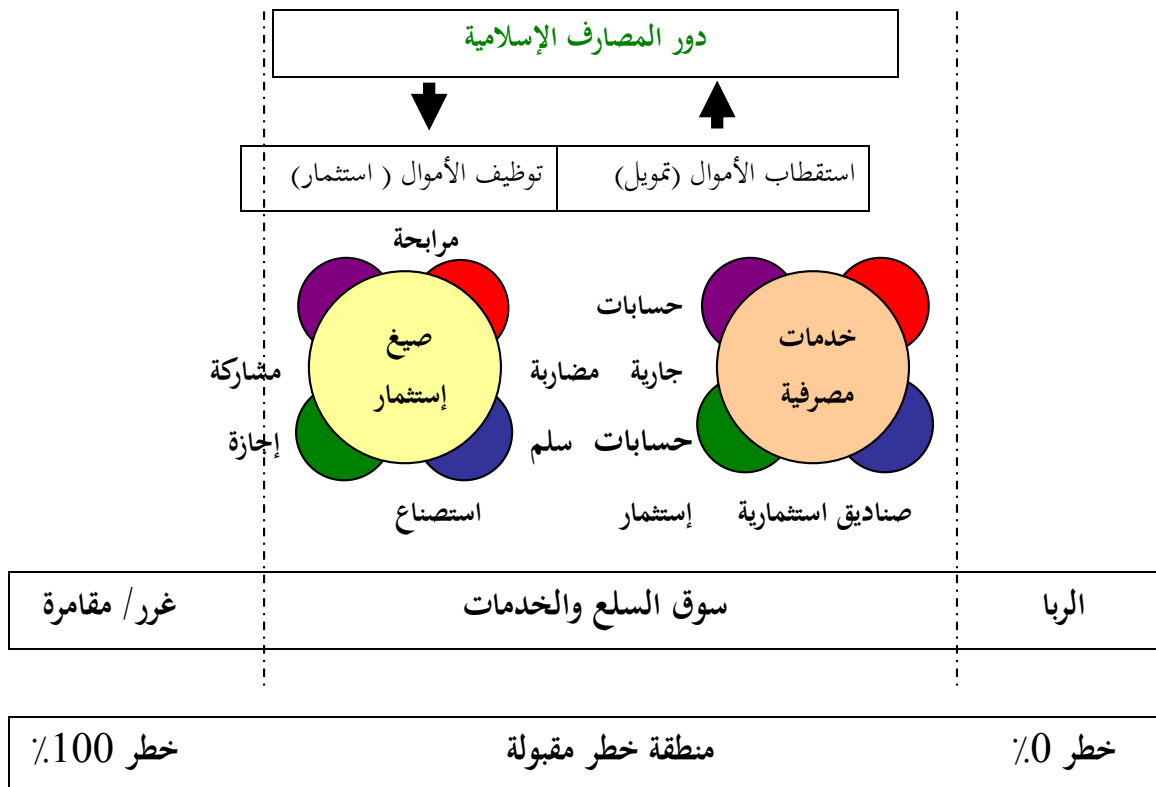 دور المصارف الإسلامية
استقطاب الأموال (تمويل)
توظيف الأموال ( استثمار)
خدمات
مصرفية
حسابات
جارية
حسابات
إستثمار
صناديق استثمارية
مرابحة
صيغ
إستثمار
مضاربة
مشاركة
سلم
إجازة
استصناع
الربا
سوق السلع والخدمات
غرر/ مقامرة
خطر 0٪
منطقة خطر مقبولة
خطر 100٪